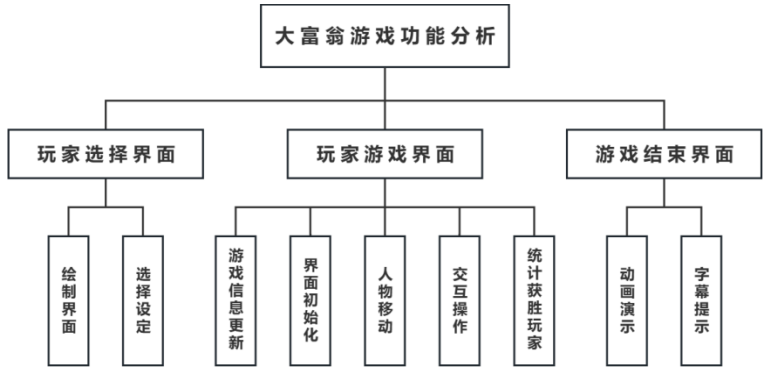 大富翁游戏功能分析
玩家选择界面
玩家游戏界面
游戏结束界面
绘制界面
选择设定
游戏信息更新
界面初始化
人物移动
交互操作
统计获胜玩家
动画演示
字幕提示